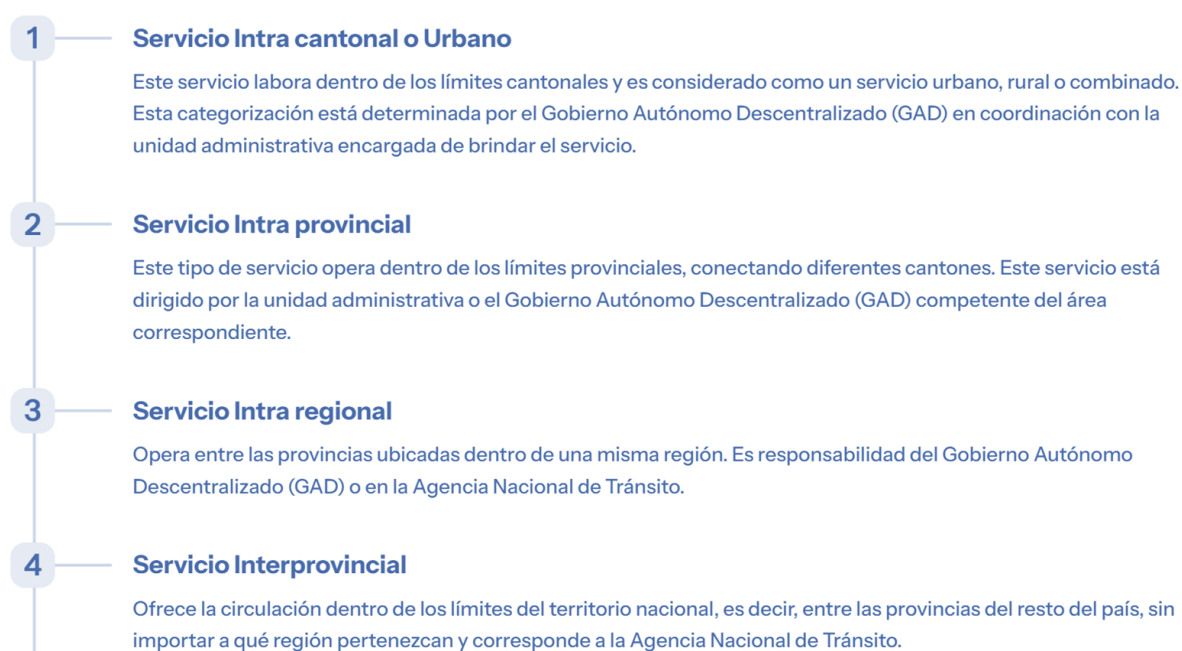 1
Servicio Intra cantonal o Urbano
Este servicio labora dentro de los límites cantonales y es considerado como un servicio urbano, rural o combinado.
Esta categorización está determinada por el Gobierno Autónomo Descentralizado (GAD) en coordinación con la
unidad administrativa encargada de brindar el servicio.
2
Servicio Intra provincial
Este tipo de servicio opera dentro de los límites provinciales, conectando diferentes cantones. Este servicio está
dirigido por la unidad administrativa o el Gobierno Autónomo Descentralizado (GAD) competente del área
correspondiente.
3
Servicio Intra regional
Opera entre las provincias ubicadas dentro de una misma región. Es responsabilidad del Gobierno Autónomo
Descentralizado (GAD) o en la Agencia Nacional de Tránsito.
4
Servicio Interprovincial
Ofrece la circulación dentro de los límites del territorio nacional, es decir, entre las provincias del resto del país, sin
importar a qué región pertenezcan y corresponde a la Agencia Nacional de Tránsito.